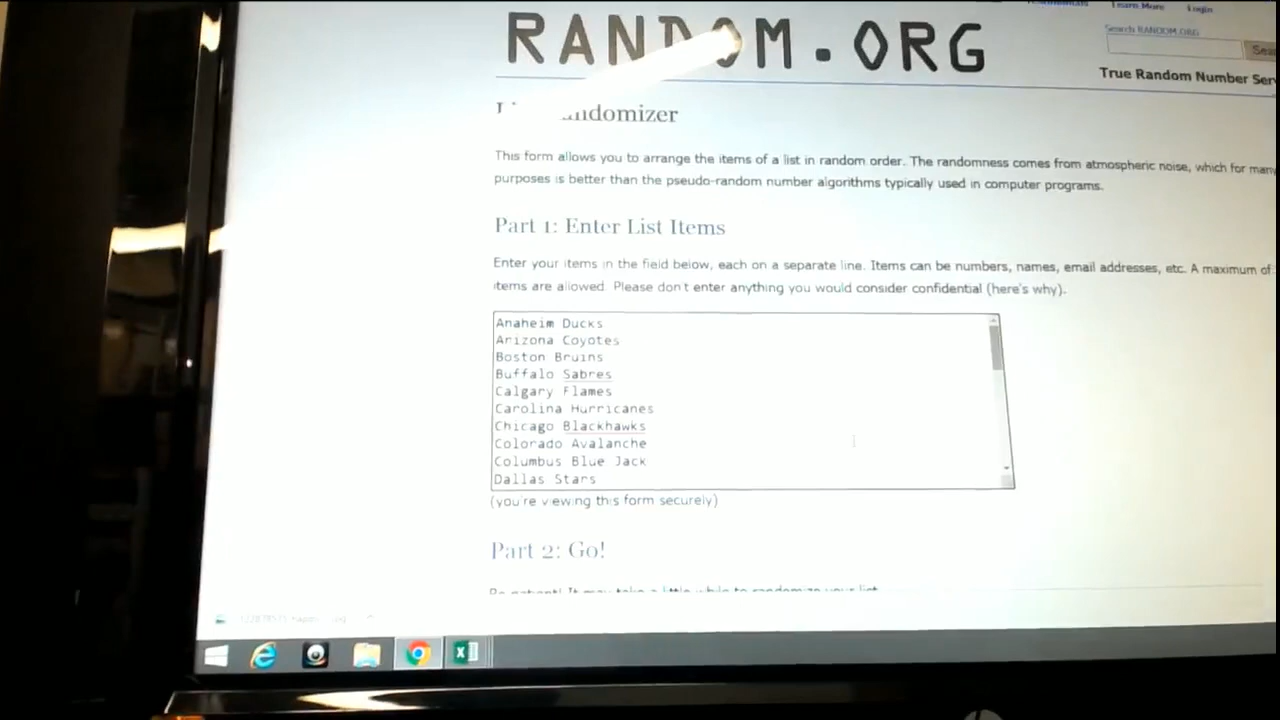 Learn More Login
RANDOM.ORG
Search RANDOM.ORG
True Random Number Ser
This form allows you to arrange the items of a list in random order. The randomness comes from atmospheric noise, which for many
purposes is better than the pseudo-random number algorithms typically used in computer programs.
Part 1: Enter List Items
Enter your items in the field below, each on a separate line. Items can be numbers, names, email addresses, etc. A maximum of
items are allowed. Please don't enter anything you would consider confidential (here's why).
Anaheim Ducks
Arizona Coyotes
Boston Bruins
Buffalo Sabres
Calgary Flames
Carolina Hurricanes
Chicago Blackhawks
Colorado Avalanche
Columbus Blue Jack
Dallas Stars
(you're viewing this form securely)
Part 2: Go!
Be patient! It may take a little while to randomize your list